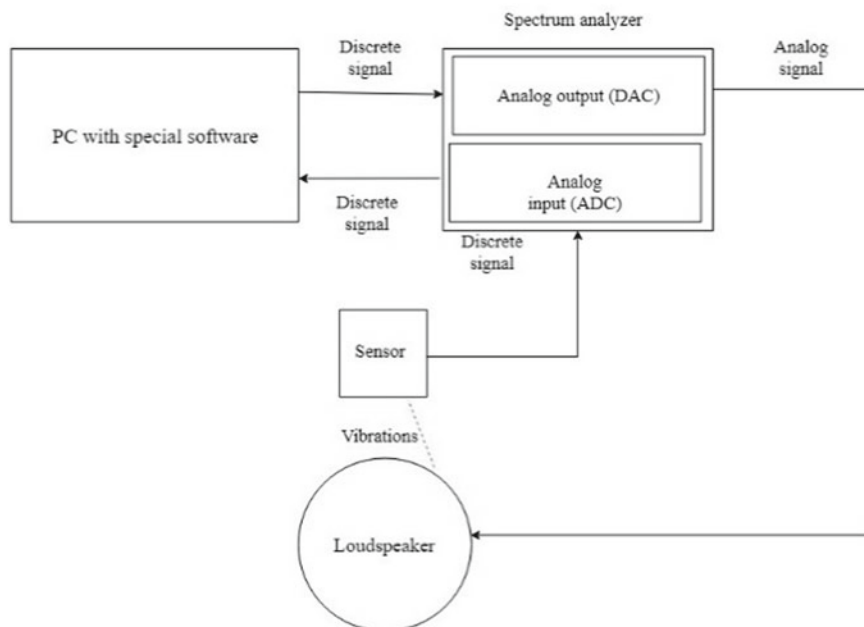 Spectrum analyzer
Discrete
signal
Analog
signal
PC with special software
Analog output (DAC)
Analog
input (ADC)
Discrete
signal
Discrete
signal
Sensor
Vibrations
Loudspeaker